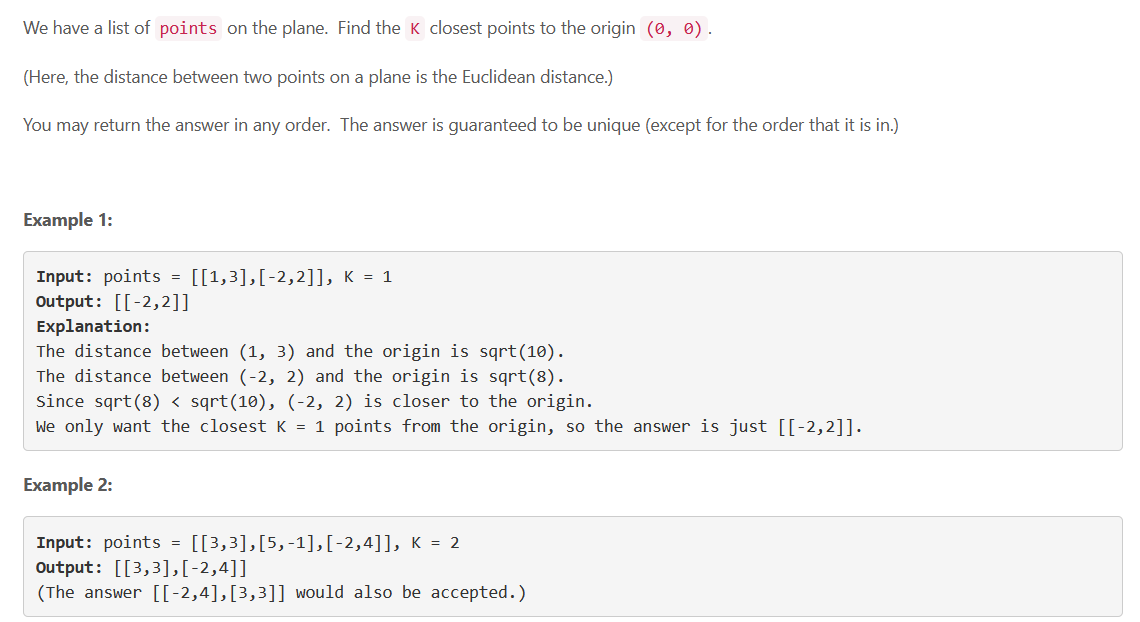 We have a list of points on the plane. Find the K closest points to the origin (0, 0).
(Here, the distance between two points on a plane is the Euclidean distance.)
You may return the answer in any order. The answer is guaranteed to be unique (except for the order that it is in.)
Example 1:
Input: points = [[1,3],[-2,2]], K = 1
Output: [[-2,2]]
Explanation:
The distance between (1, 3) and the origin is sqrt(10).
The distance between (-2, 2) and the origin is sqrt(8).
Since sqrt(8) < sqrt(10), (-2, 2) is closer to the origin.
We only want the closest K = 1 points from the origin, so the answer is just [[-2,2]].
Example 2:
Input: points = [[3,3],[5,-1],[-2,4]], K = 2
Output: [[3,3],[-2,4]]
(The answer [[-2,4],[3,3]] would also be accepted.)